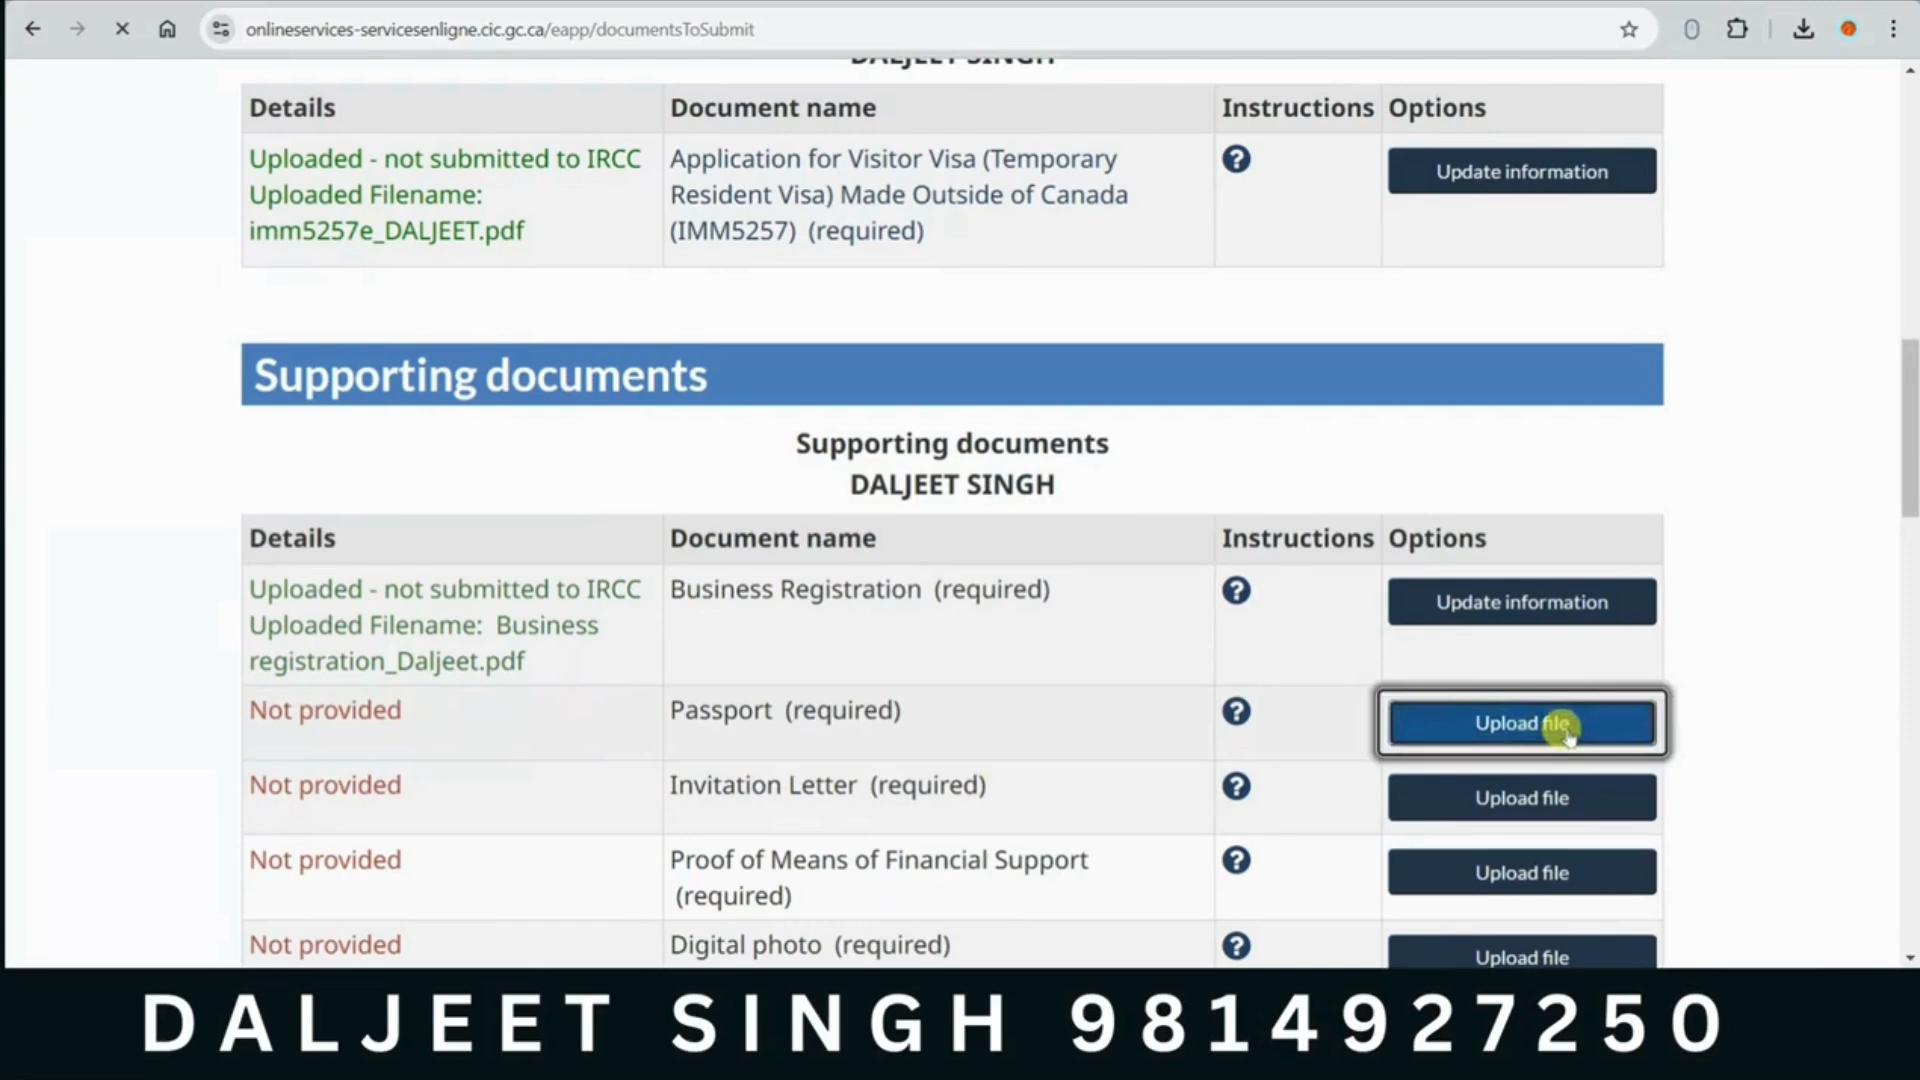 onlineservices-servicesenligne.cic.gc.ca/eapp/documentsToSubmit
DALJEET SINGH
Details Document name Instructions Options
Uploaded - not submitted to IRCC
Uploaded Filename:
imm5257e_DALJEET.pdf
Application for Visitor Visa (Temporary
Resident Visa) Made Outside of Canada
(IMM5257) (required)
?
Update information
Supporting documents
Supporting documents
DALJEET SINGH
Details Document name Instructions Options
Uploaded - not submitted to IRCC
Uploaded Filename: Business
registration_Daljeet.pdf
Business Registration (required)
?
Update information
Not provided Passport (required) ? Upload file
Not provided Invitation Letter (required) ? Upload file
Not provided
Proof of Means of Financial Support
(required)
?
Upload file
Not provided Digital photo (required) ? Upload file
DALJEET SINGH 9814927250